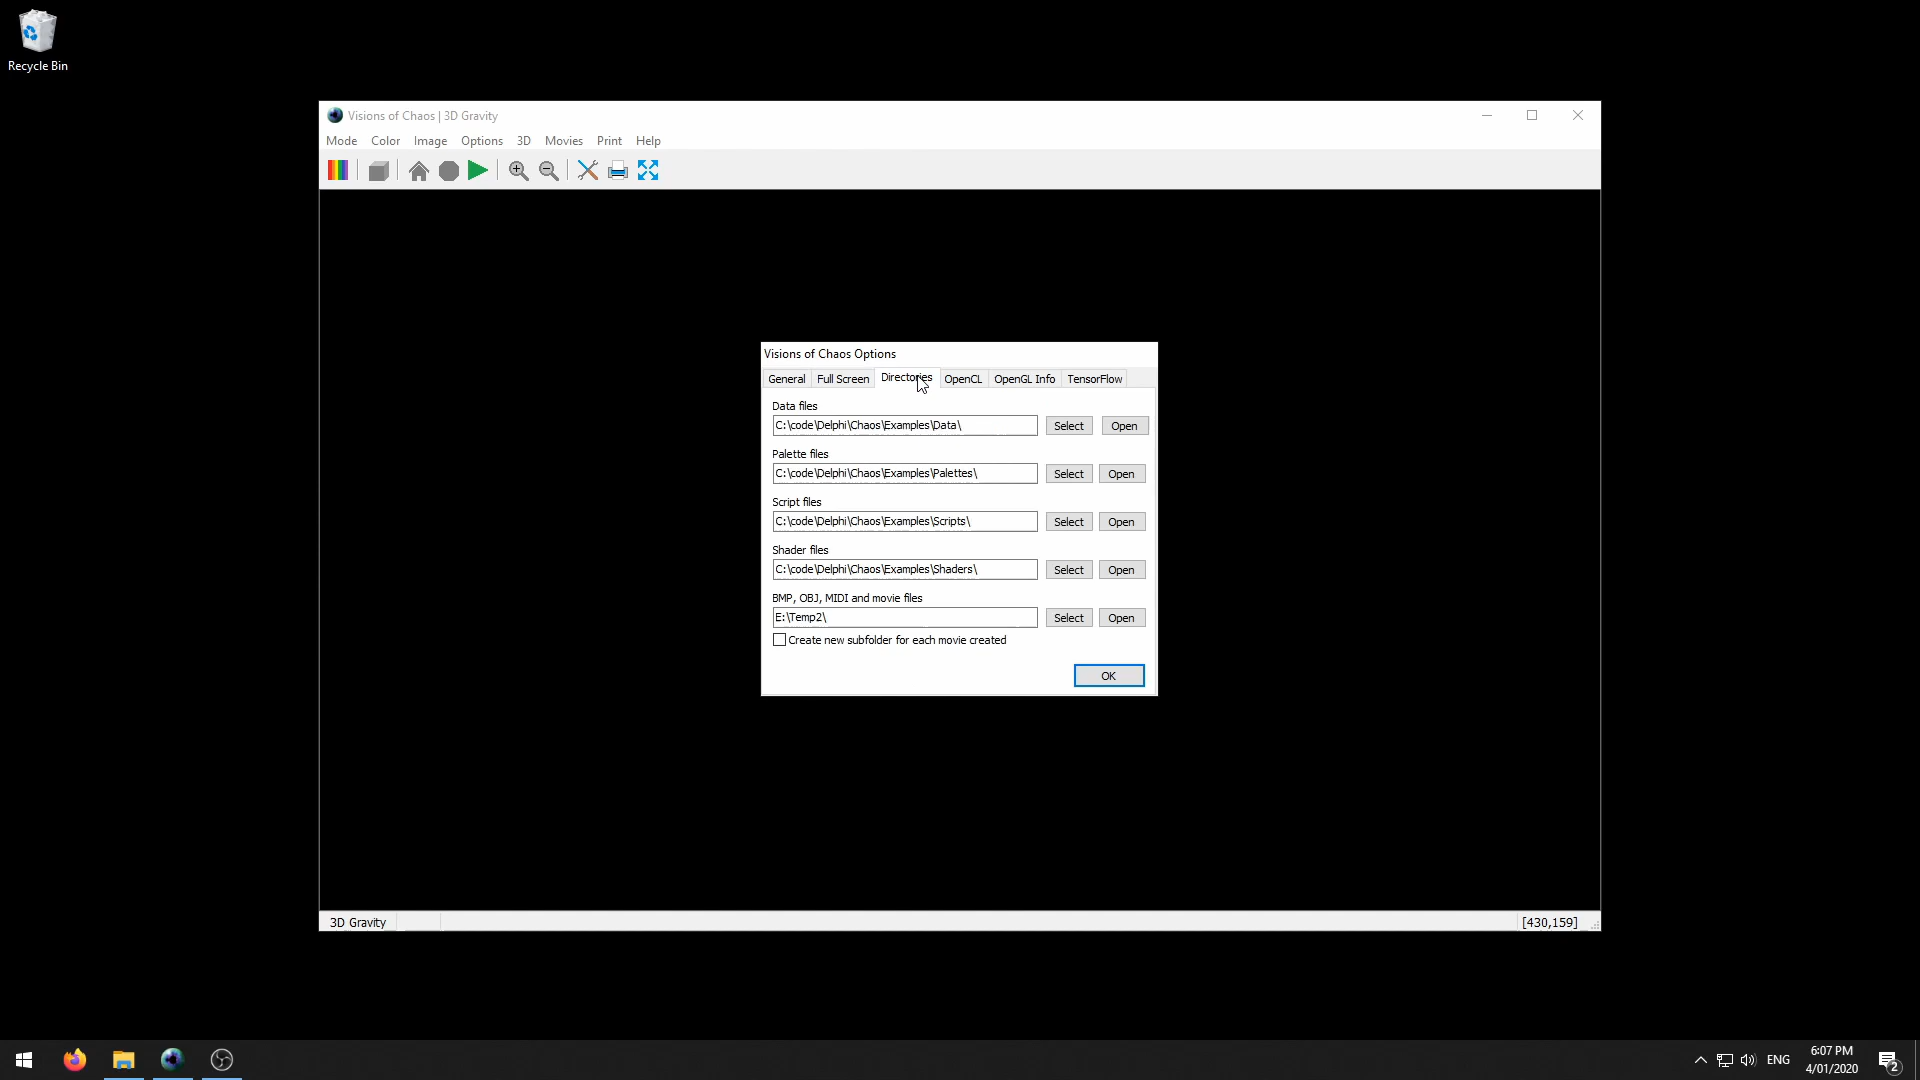 Recycle Bin
Visions of Chaos | 3D Gravity
Mode Color Image Options 3D Movies Print Help
Visions of Chaos Options
General Full Screen Directories OpenCL OpenGL Info TensorFlow
Data files
C:\code\Delphi\Chaos\Examples\Data\ Select Open
Palette files
C:\code\Delphi\Chaos\Examples\Palettes\ Select Open
Script files
C:\code\Delphi\Chaos\Examples\Scripts\ Select Open
Shader files
C:\code\Delphi\Chaos\Examples\Shaders\ Select Open
BMP, OBJ, MIDI and movie files
E:\Temp2\ Select Open
Create new subfolder for each movie created
OK
3D Gravity [430,159]
ENG 6:07 PM 2
4/01/2020